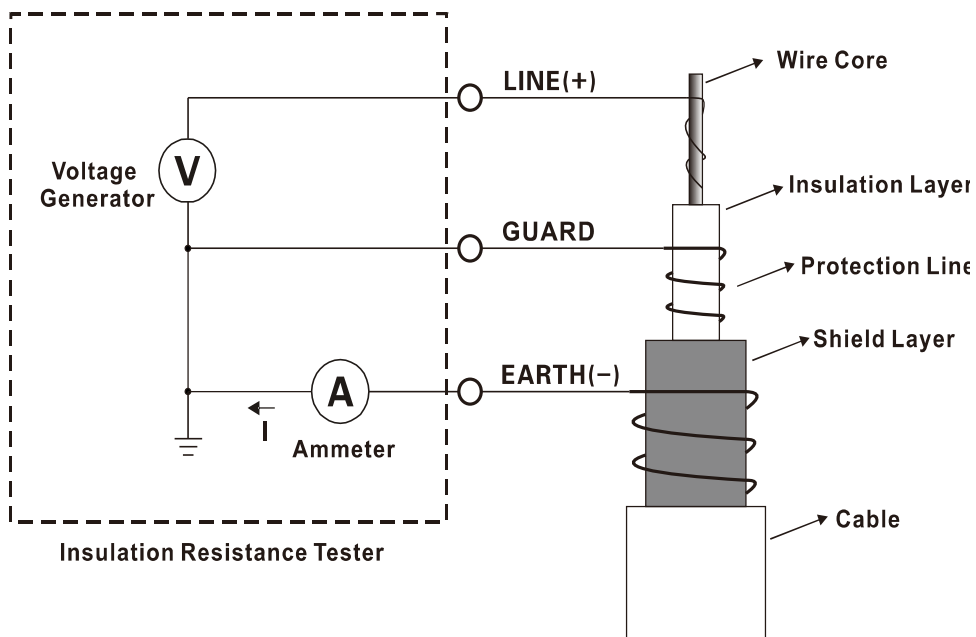 Wire Core
LINE(+)
V
Voltage
Generator
Insulation Layer
GUARD
Protection Line
Shield Layer
EARTH(−)
A
I
Ammeter
Cable
Insulation Resistance Tester